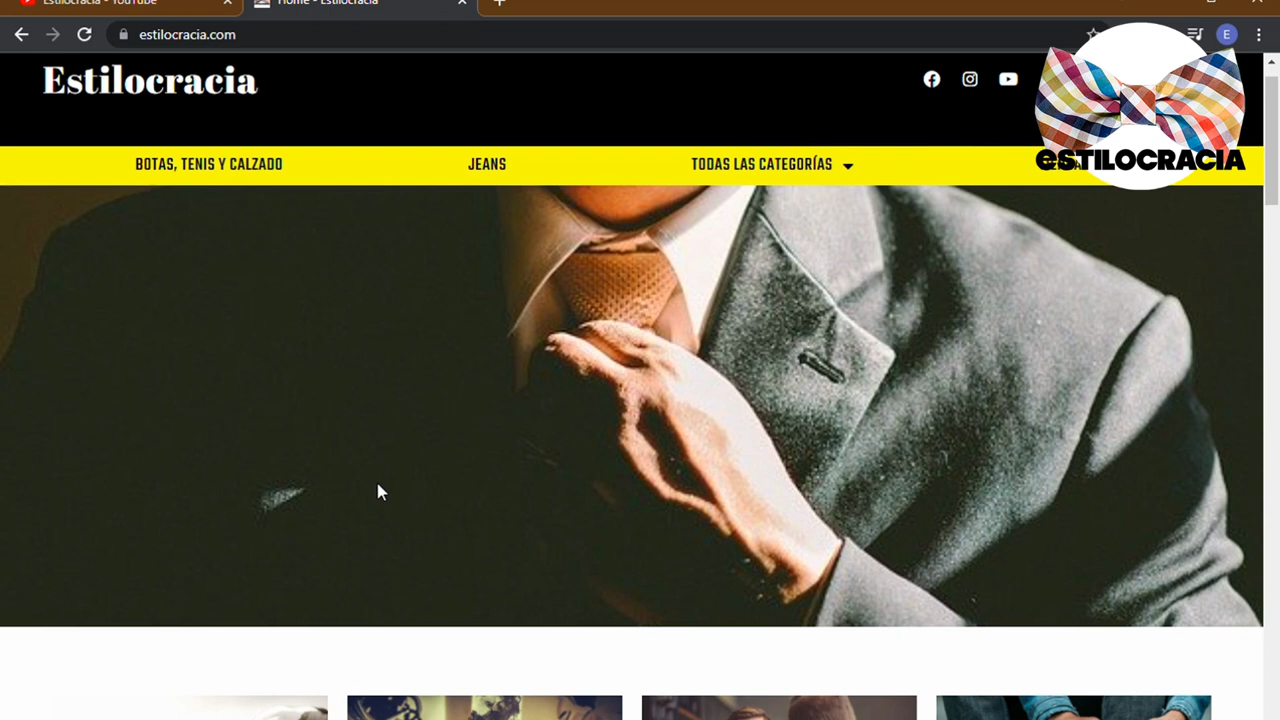 Estilocracia - YouTube
Home - Estilocracia
estilocracia.com
E
Estilocracia
BOTAS, TENIS Y CALZADO
JEANS
TODAS LAS CATEGORÍAS
eSTILOCRACIA